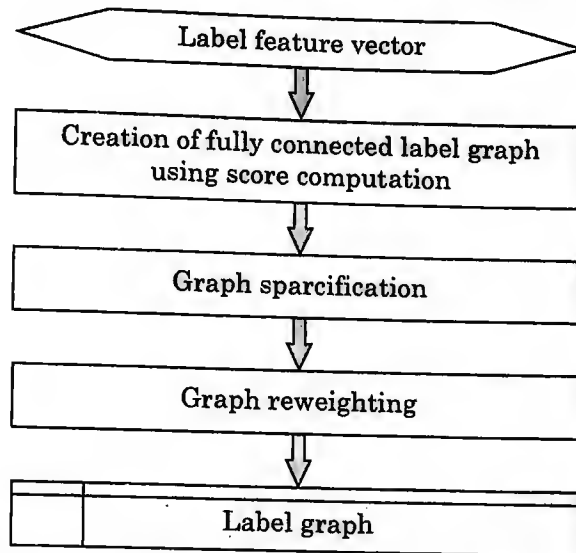 Label feature vector
Creation of fully connected label graph
using score computation
Graph sparcification
Graph reweighting
Label graph